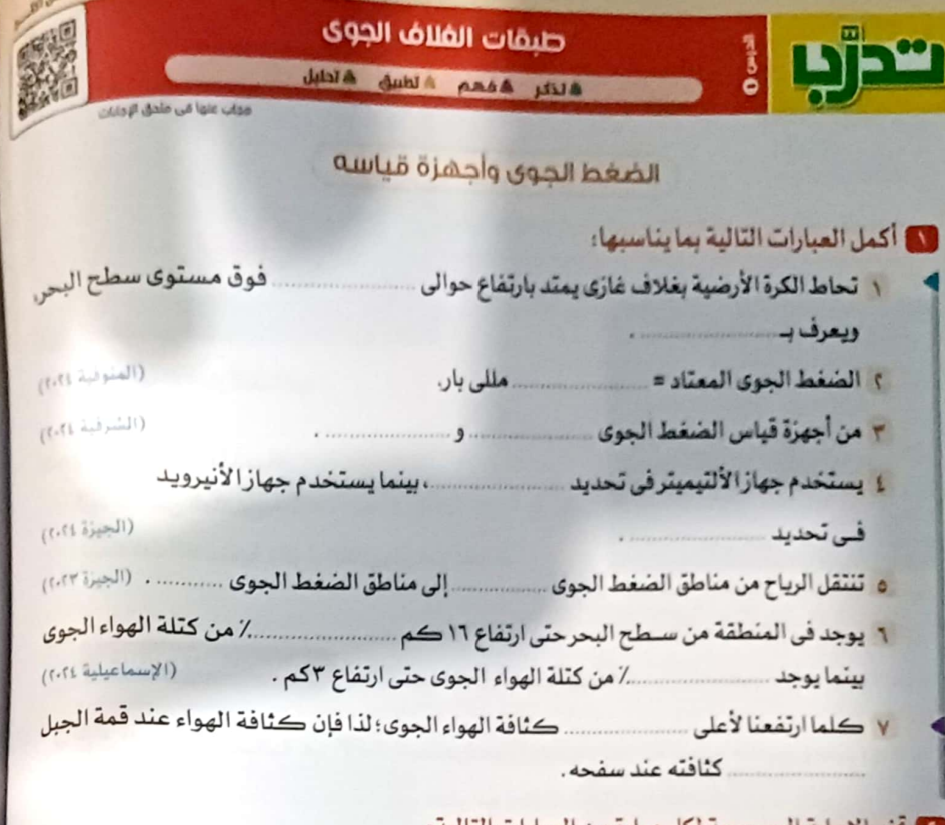 تدرّب
الدرس ١
طبقات الغلاف الجوى
تذكر فهم تطبيق تحليل
مجاب عنها فى ملحق الإجابات
الضغط الجوى وأجهزة قياسه
١ أكمل العبارات التالية بما يناسبها:
١ تحاط الكرة الأرضية بغلاف غازى يمتد بارتفاع حوالى .................... فوق مستوى سطح البحر،
ويعرف بـ .................... .
٢ الضغط الجوى المعتاد = .................... مللى بار. (المنوفية ٢٠٢٤)
٣ من أجهزة قياس الضغط الجوى .................... و .................... . (الشرقية ٢٠٢٤)
٤ يستخدم جهاز الألتيميتر فى تحديد ....................، بينما يستخدم جهاز الأنيرويد
فى تحديد .................... . (الجيزة ٢٠٢٤)
٥ تنتقل الرياح من مناطق الضغط الجوى .............. إلى مناطق الضغط الجوى .......... . (الجيزة ٢٠٢٣)
٦ يوجد فى المنطقة من سطح البحر حتى ارتفاع ١٦ كم ....................٪ من كتلة الهواء الجوى
بينما يوجد ....................٪ من كتلة الهواء الجوى حتى ارتفاع ٣ كم . (الإسماعيلية ٢٠٢٤)
٧ كلما ارتفعنا لأعلى .................... كثافة الهواء الجوى؛ لذا فإن كثافة الهواء عند قمة الجبل
.................... كثافته عند سفحه.